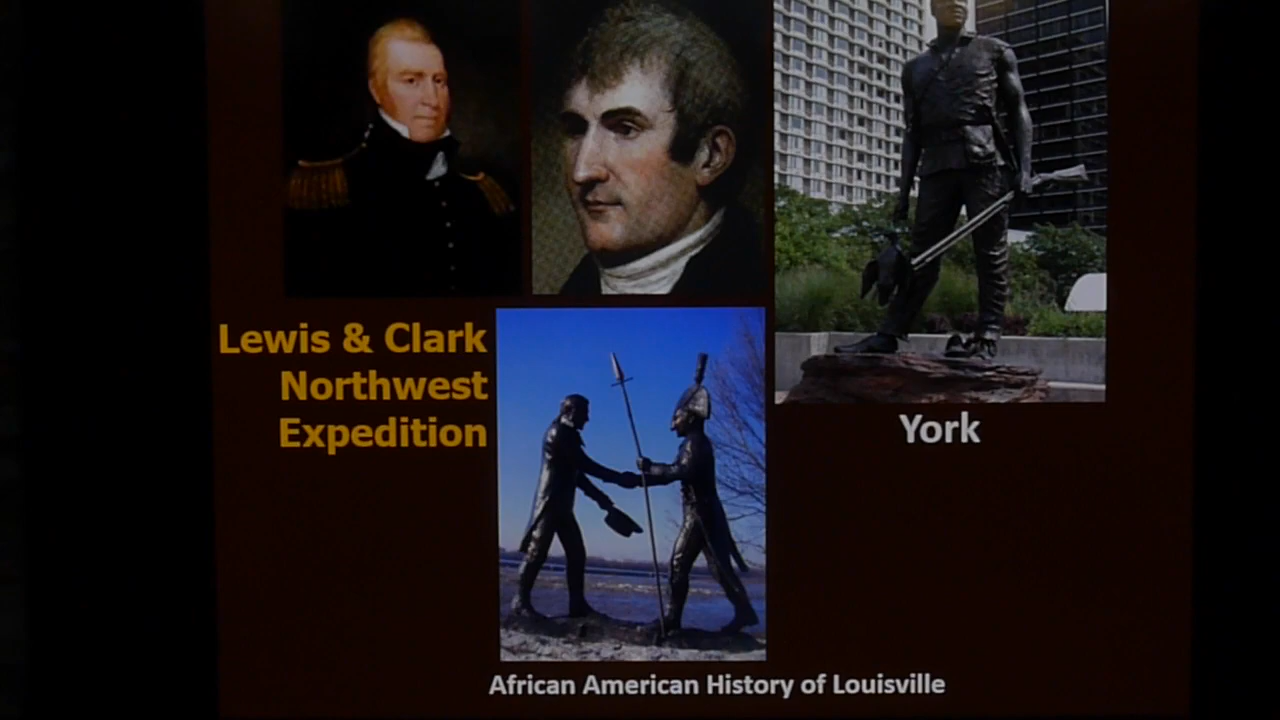 Lewis & Clark
Northwest
Expedition
York
African American History of Louisville